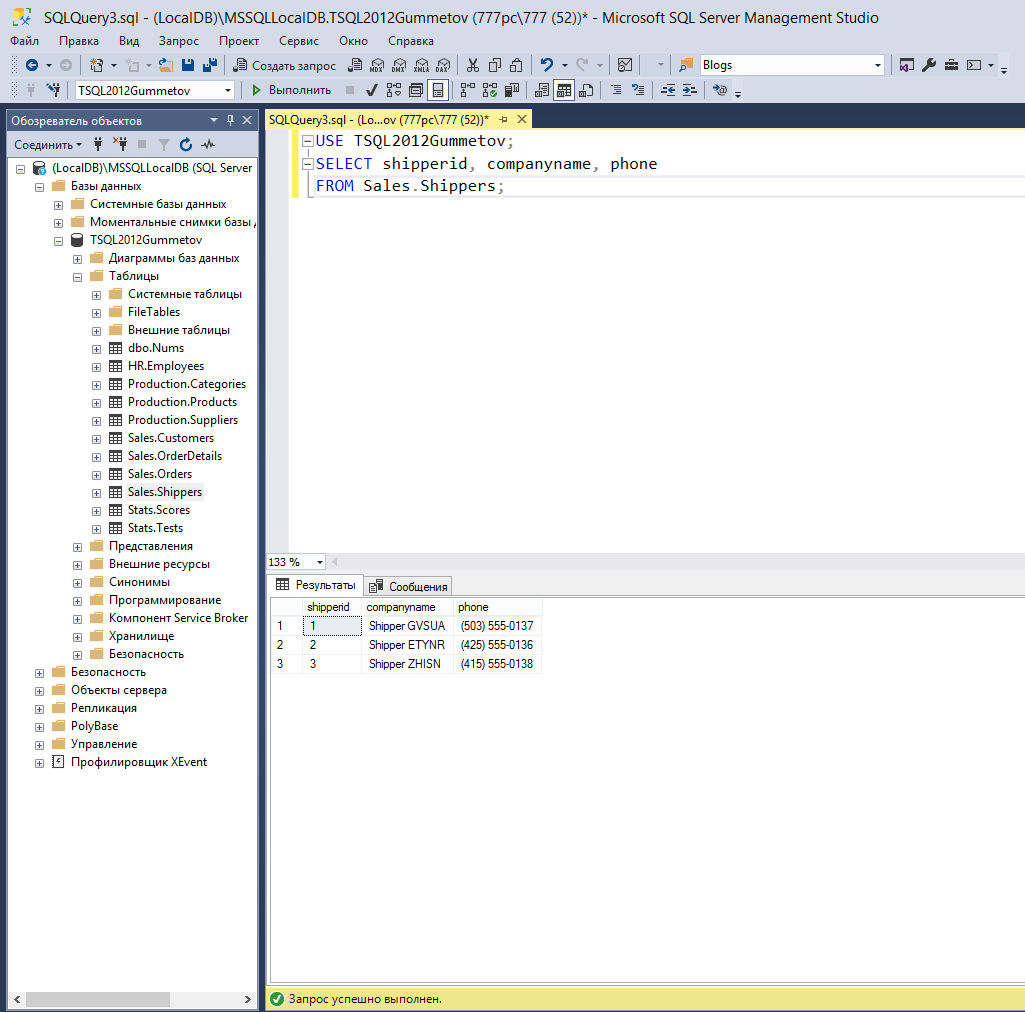 SQLQuery3.sql - (LocalDB)\MSSQLLocalDB.TSQL2012Gummetov (777pc\777 (52))* - Microsoft SQL Server Management Studio
Файл Правка Вид Запрос Проект Сервис Окно Справка
Создать запрос MDX DMX XMLA DAX Blogs
TSQL2012Gummetov Выполнить
Обозреватель объектов
Соединить
(LocalDB)\MSSQLLocalDB (SQL Server
Базы данных
Системные базы данных
Моментальные снимки базы
TSQL2012Gummetov
Диаграммы баз данных
Таблицы
Системные таблицы
FileTables
Внешние таблицы
dbo.Nums
HR.Employees
Production.Categories
Production.Products
Production.Suppliers
Sales.Customers
Sales.OrderDetails
Sales.Orders
Sales.Shippers
Stats.Scores
Stats.Tests
Представления
Внешние ресурсы
Синонимы
Программирование
Компонент Service Broker
Хранилище
Безопасность
Безопасность
Объекты сервера
Репликация
PolyBase
Управление
Профилировщик XEvent
SQLQuery3.sql - (Lo...ov (777pc\777 (52))*
USE TSQL2012Gummetov;
SELECT shipperid, companyname, phone
FROM Sales.Shippers;
133 %
Результаты Сообщения
shipperid companyname phone
1 1 Shipper GVSUA (503) 555-0137
2 2 Shipper ETYNR (425) 555-0136
3 3 Shipper ZHISN (415) 555-0138
Запрос успешно выполнен.